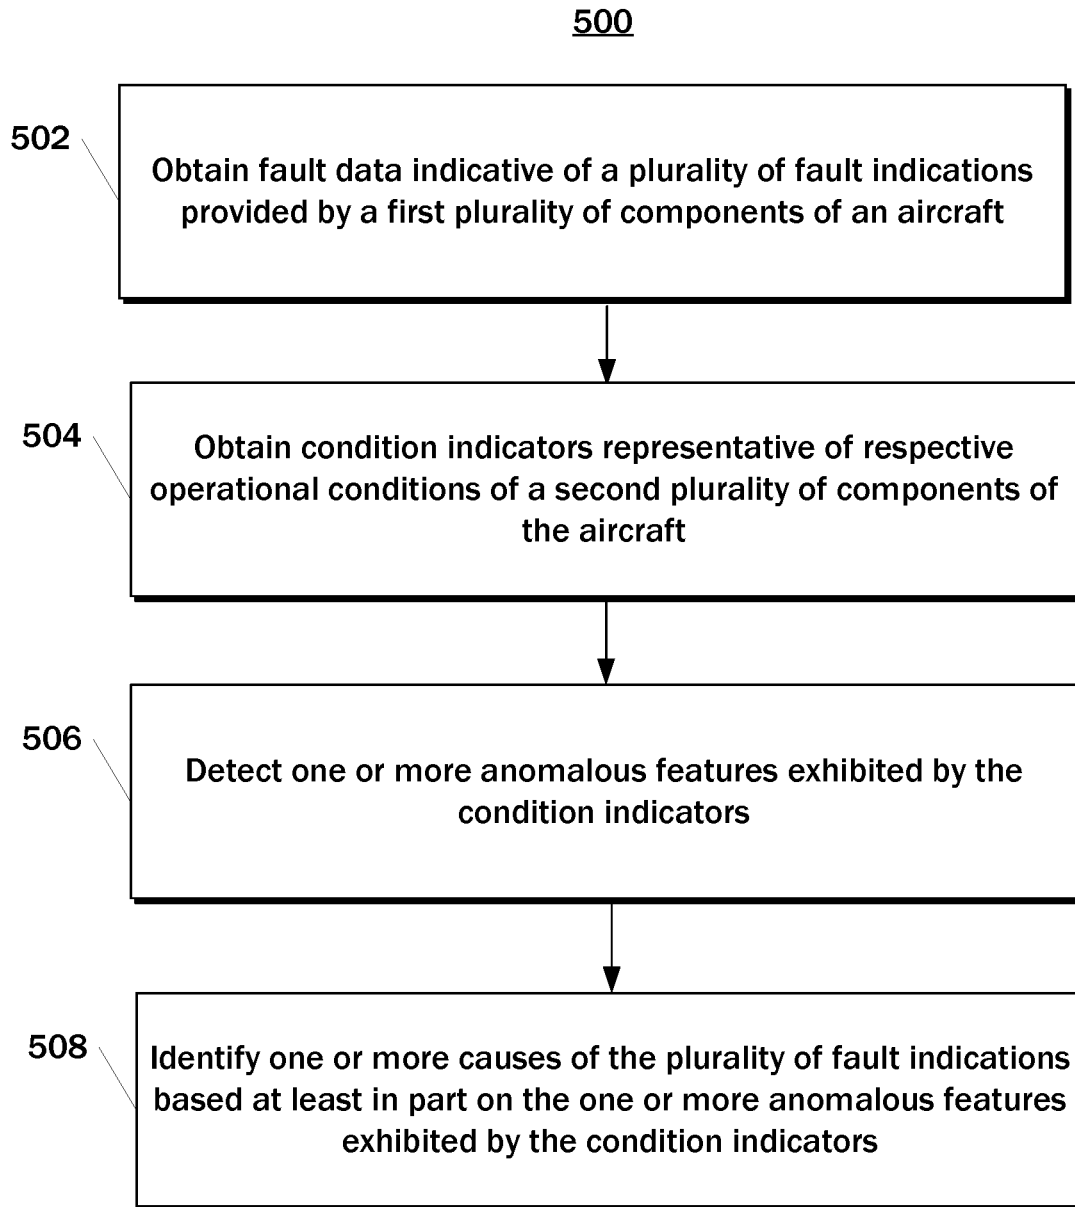 500
502
Obtain fault data indicative of a plurality of fault indications
provided by a first plurality of components of an aircraft
504
Obtain condition indicators representative of respective
operational conditions of a second plurality of components of
the aircraft
506
Detect one or more anomalous features exhibited by the
condition indicators
508
Identify one or more causes of the plurality of fault indications
based at least in part on the one or more anomalous features
exhibited by the condition indicators